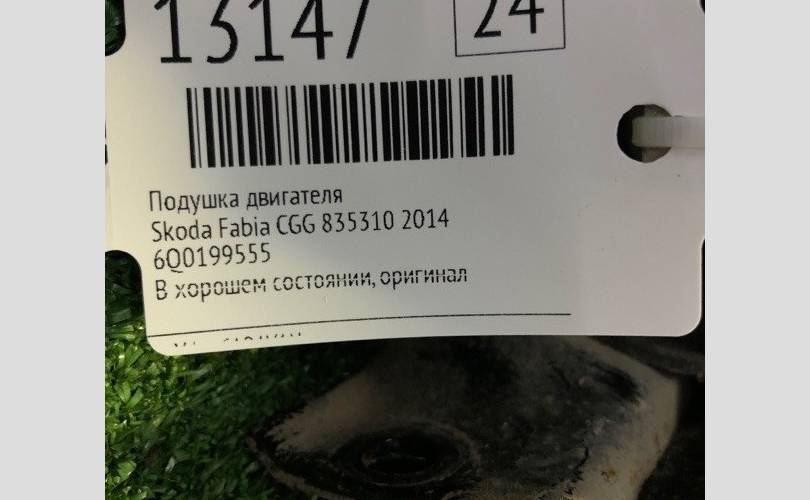 13147
24
Подушка двигателя
Skoda Fabia CGG 835310 2014
6Q0199555
В хорошем состоянии, оригинал